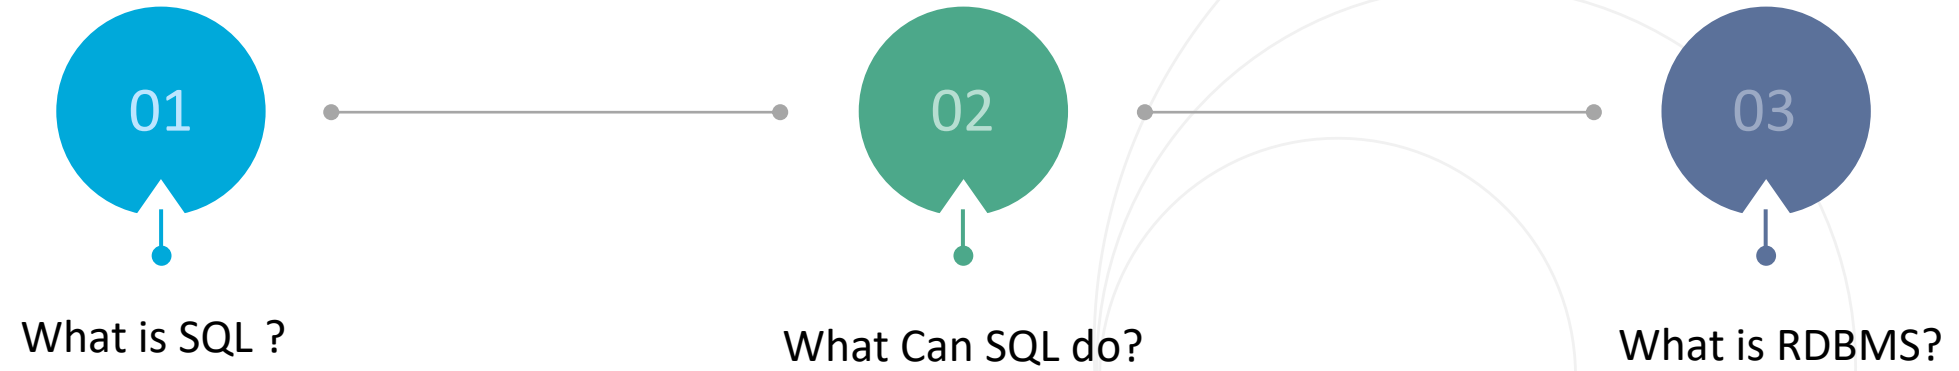 01
02
03
What is SQL ?
What Can SQL do?
What is RDBMS?